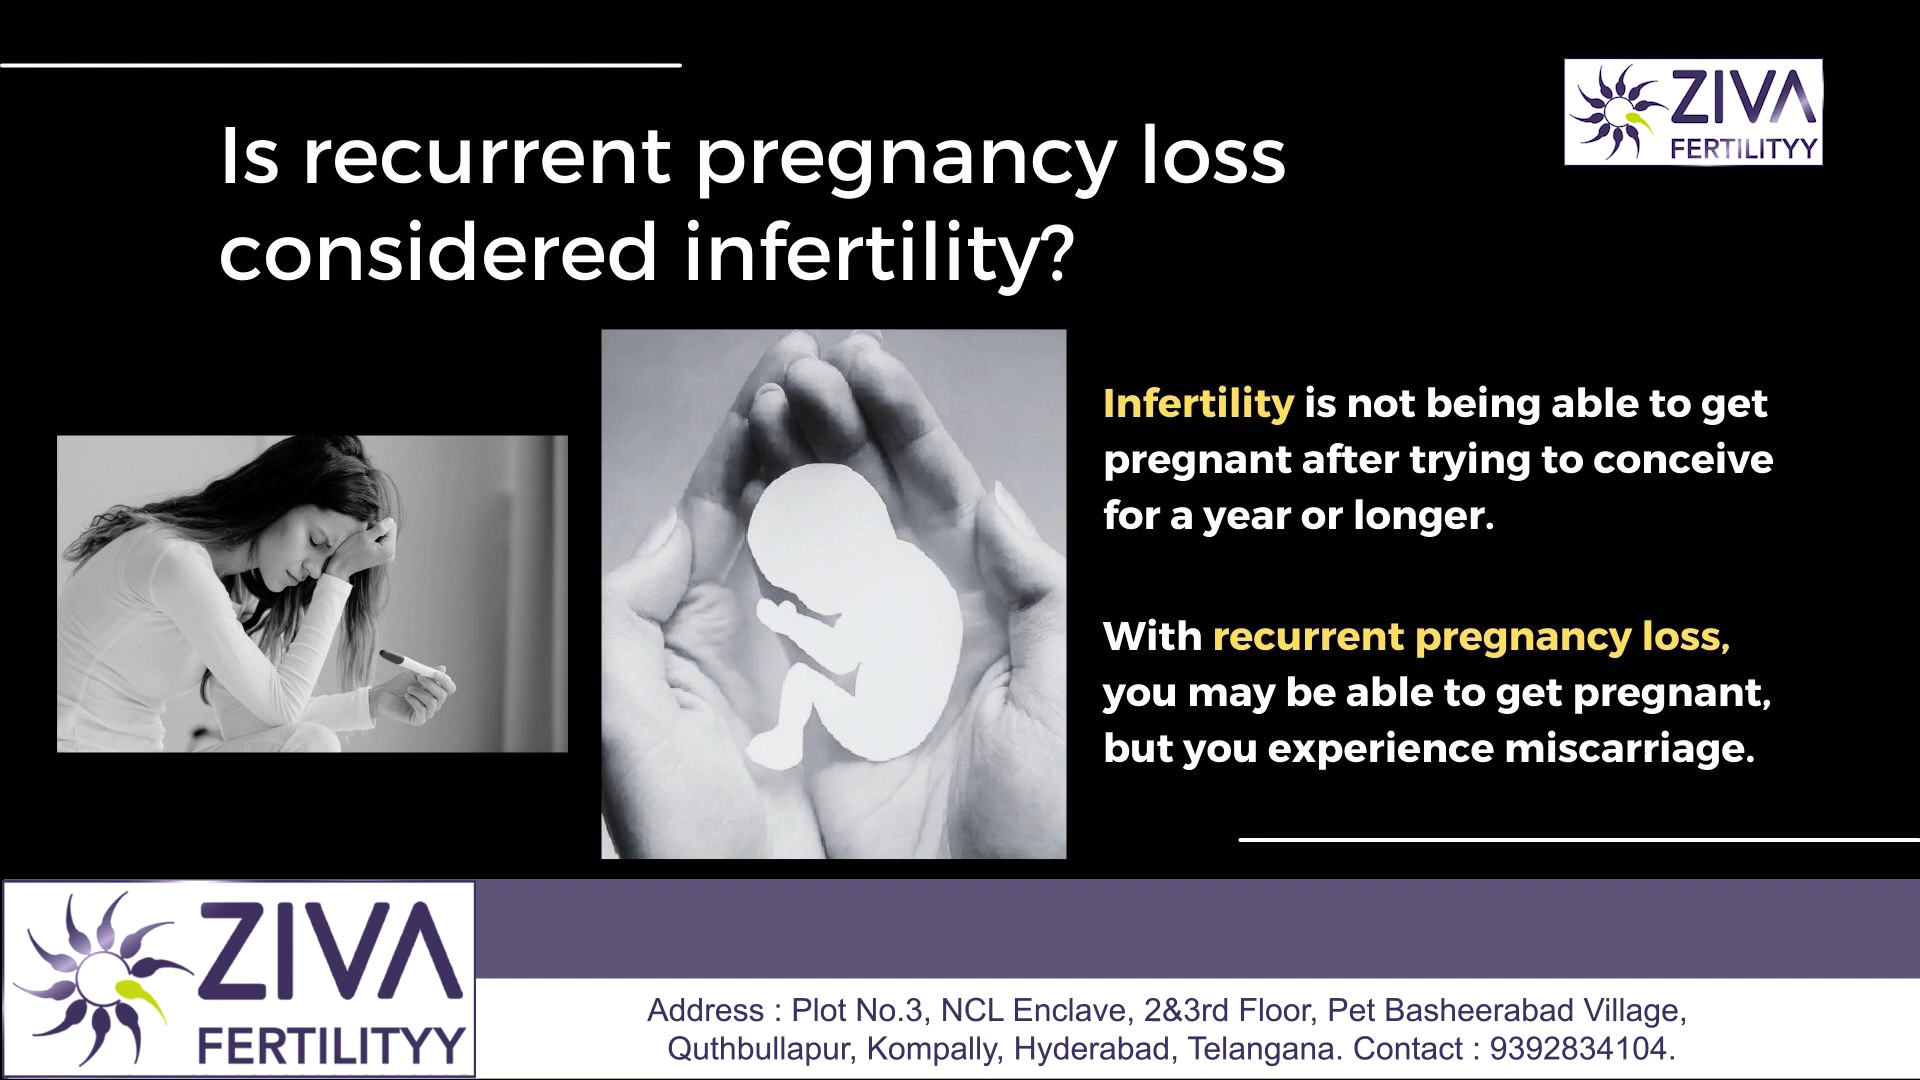 ZIVA
FERTILITYY
Is recurrent pregnancy loss
considered infertility?
Infertility is not being able to get
pregnant after trying to conceive
for a year or longer.
With recurrent pregnancy loss,
you may be able to get pregnant,
but you experience miscarriage.
ZIVA
FERTILITYY
Address : Plot No.3, NCL Enclave, 2&3rd Floor, Pet Basheerabad Village,
Quthbullapur, Kompally, Hyderabad, Telangana. Contact : 9392834104.